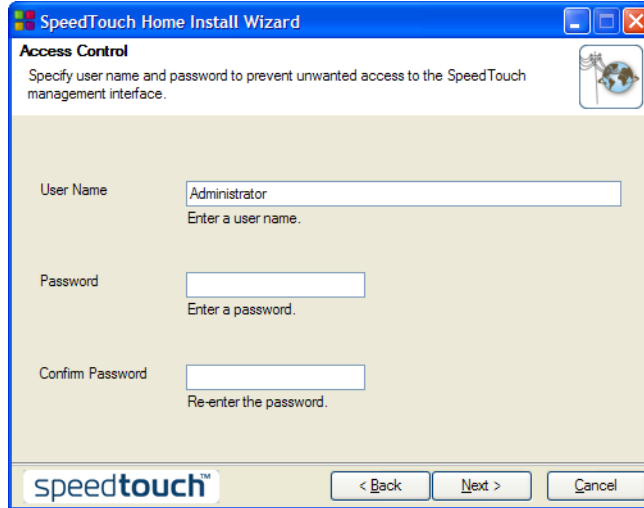 SpeedTouch Home Install Wizard
Access Control
Specify user name and password to prevent unwanted access to the SpeedTouch
management interface.
User Name
Administrator
Enter a user name.
Password
Enter a password.
Confirm Password
Re-enter the password.
speedtouch™
< Back
Next >
Cancel